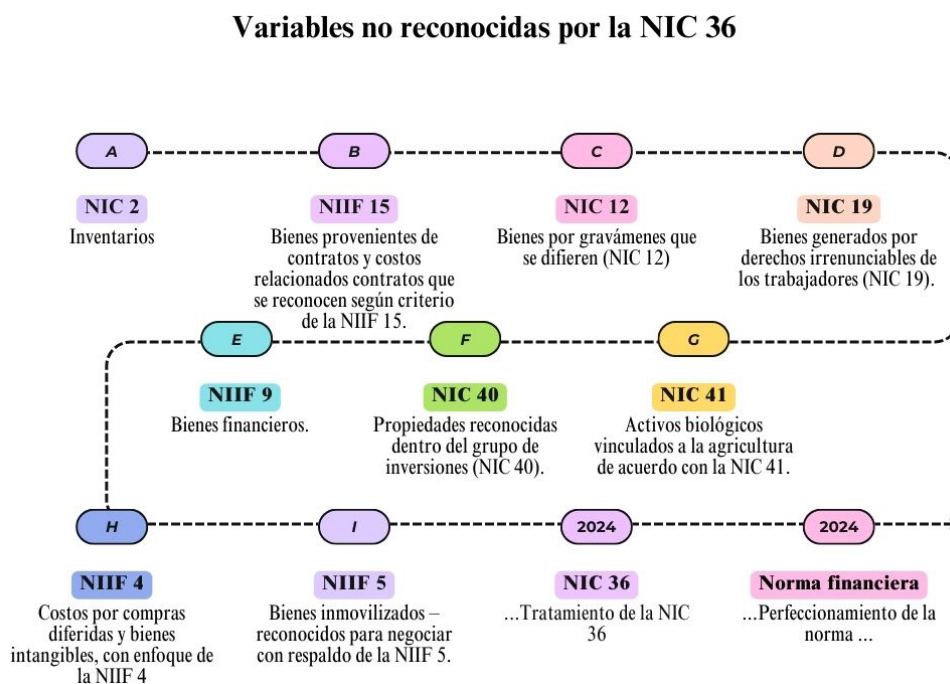 Variables no reconocidas por la NIC 36
A
NIC 2
Inventarios
B
NIIF 15
Bienes provenientes de
contratos y costos
relacionados contratos que
se reconocen según criterio
de la NIIF 15.
C
NIC 12
Bienes por gravámenes que
se difieren (NIC 12)
D
NIC 19
Bienes generados por
derechos irrenunciables de
los trabajadores (NIC 19).
E
NIIF 9
Bienes financieros.
F
NIC 40
Propiedades reconocidas
dentro del grupo de
inversiones (NIC 40).
G
NIC 41
Activos biológicos
vinculados a la agricultura
de acuerdo con la NIC 41.
H
NIIF 4
Costos por compras
diferidas y bienes
intangibles, con enfoque de
la NIIF 4
I
NIIF 5
Bienes inmovilizados –
reconocidos para negociar
con respaldo de la NIIF 5.
2024
NIC 36
...Tratamiento de la NIC
36
2024
Norma financiera
...Perfeccionamiento de la
norma ...